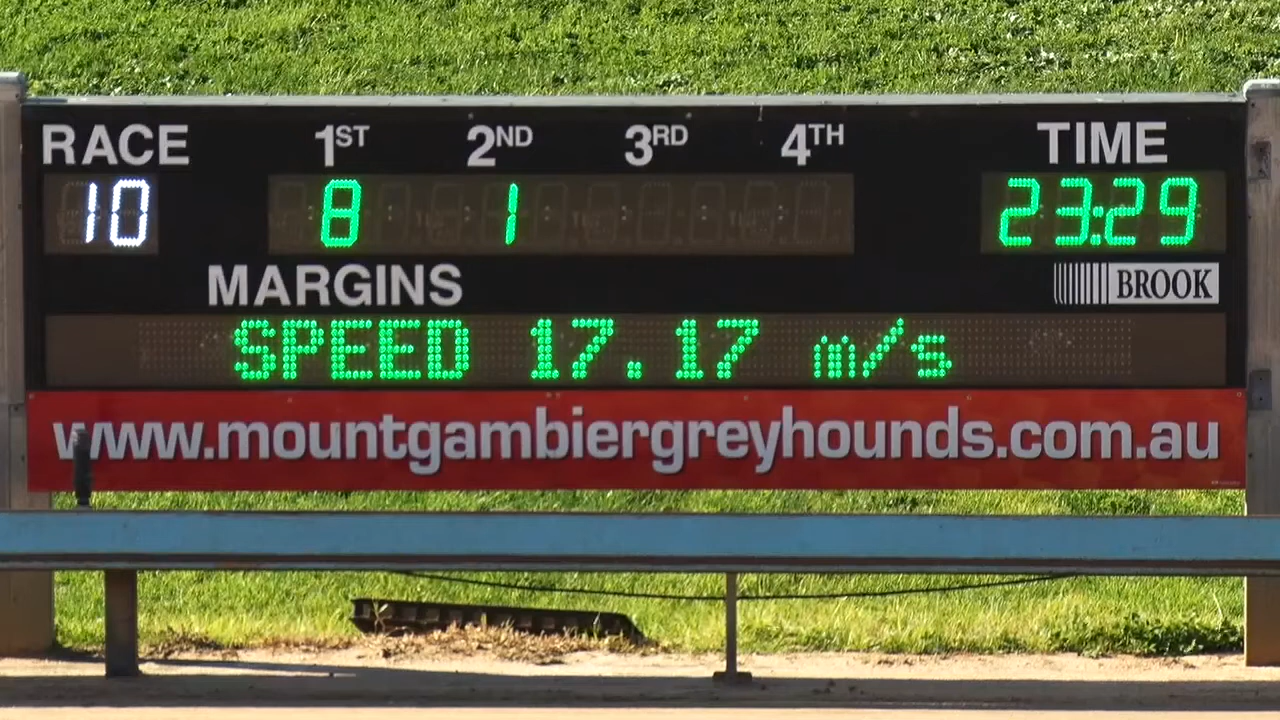 RACE 1ST 2ND 3RD 4TH TIME
10 8 1 23:29
MARGINS BROOK
SPEED 17.17 m/s
www.mountgambiergreyhounds.com.au